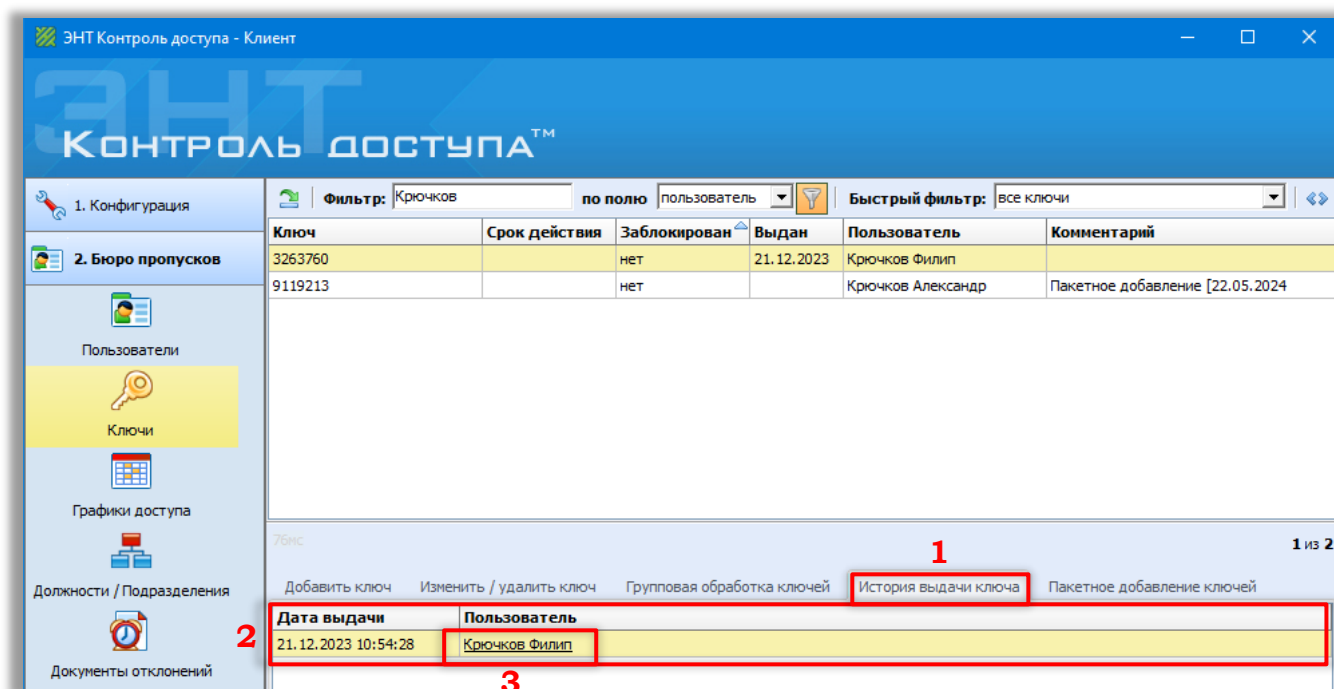 ЭНТ Контроль доступа - Клиент
ЭНТ
Контроль доступа™
1. Конфигурация
Фильтр: Крючков по полю пользователь Быстрый фильтр: все ключи
Ключ Срок действия Заблокирован Выдан Пользователь Комментарий
2. Бюро пропусков
3263760 нет 21.12.2023 Крючков Филип
9119213 нет Крючков Александр Пакетное добавление [22.05.2024
Пользователи
Ключи
Графики доступа
76мс
1
1 из 2
Должности / Подразделения
Добавить ключ Изменить / удалить ключ Групповая обработка ключей История выдачи ключа Пакетное добавление ключей
Дата выдачи Пользователь
2
21.12.2023 10:54:28 Крючков Филип
Документы отклонений
3